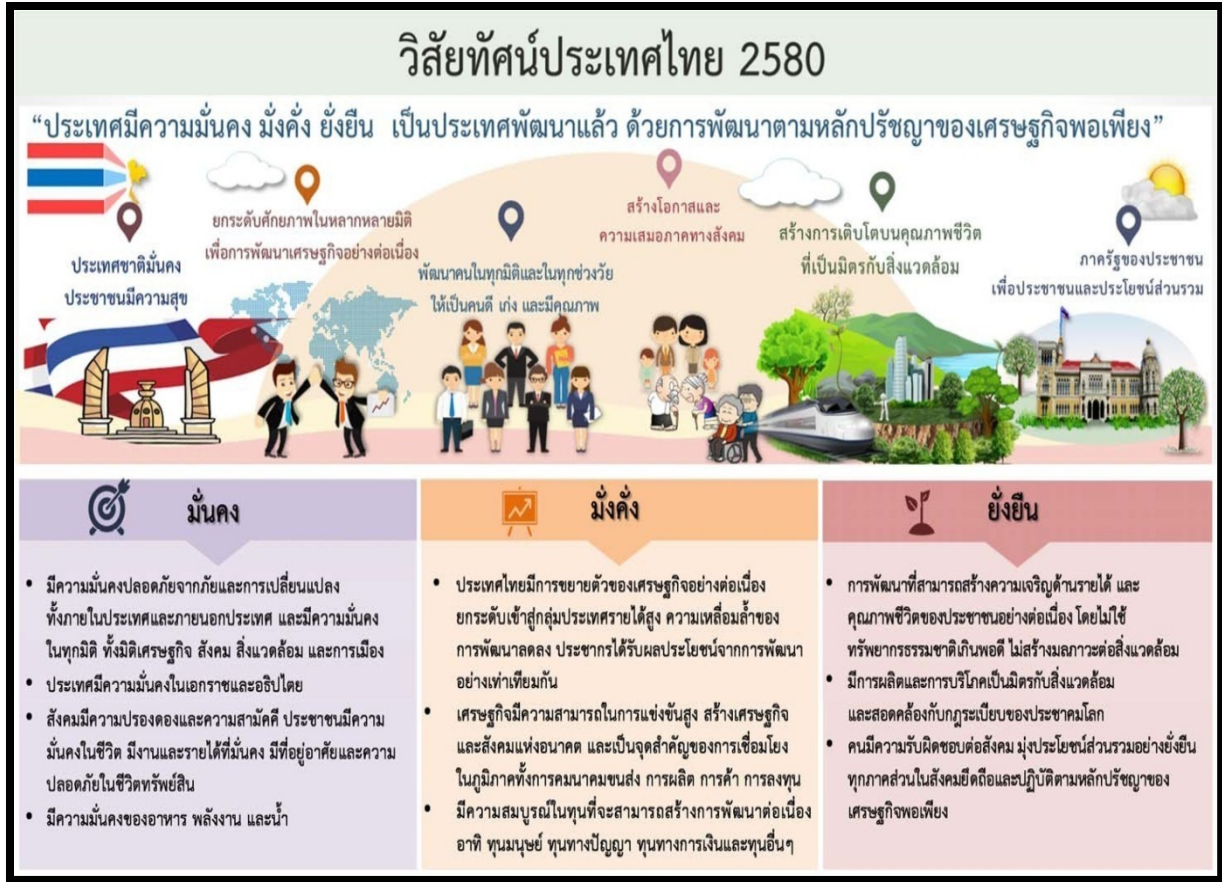 วิสัยทัศน์ประเทศไทย 2580
“ประเทศมีความมั่นคง มั่งคั่ง ยั่งยืน เป็นประเทศพัฒนาแล้ว ด้วยการพัฒนาตามหลักปรัชญาของเศรษฐกิจพอเพียง”
ประเทศชาติมั่นคง
ประชาชนมีความสุข
ยกระดับศักยภาพในหลากหลายมิติ
เพื่อการพัฒนาเศรษฐกิจอย่างต่อเนื่อง
พัฒนาคนในทุกมิติและในทุกช่วงวัย
ให้เป็นคนดี เก่ง และมีคุณภาพ
สร้างโอกาสและ
ความเสมอภาคทางสังคม
สร้างการเติบโตบนคุณภาพชีวิต
ที่เป็นมิตรกับสิ่งแวดล้อม
ภาครัฐของประชาชน
เพื่อประชาชนและประโยชน์ส่วนรวม
มั่นคง
• มีความมั่นคงปลอดภัยจากภัยและการเปลี่ยนแปลง
ทั้งภายในประเทศและภายนอกประเทศ และมีความมั่นคง
ในทุกมิติ ทั้งมิติเศรษฐกิจ สังคม สิ่งแวดล้อม และการเมือง
• ประเทศมีความมั่นคงในเอกราชและอธิปไตย
• สังคมมีความปรองดองและความสามัคคี ประชาชนมีความ
มั่นคงในชีวิต มีงานและรายได้ที่มั่นคง มีที่อยู่อาศัยและความ
ปลอดภัยในชีวิตทรัพย์สิน
• มีความมั่นคงของอาหาร พลังงาน และน้ำ
มั่งคั่ง
• ประเทศไทยมีการขยายตัวของเศรษฐกิจอย่างต่อเนื่อง
ยกระดับเข้าสู่กลุ่มประเทศรายได้สูง ความเหลื่อมล้ำของ
การพัฒนาลดลง ประชากรได้รับผลประโยชน์จากการพัฒนา
อย่างเท่าเทียมกัน
• เศรษฐกิจมีความสามารถในการแข่งขันสูง สร้างเศรษฐกิจ
และสังคมแห่งอนาคต และเป็นจุดสำคัญของการเชื่อมโยง
ในภูมิภาคทั้งการคมนาคมขนส่ง การผลิต การค้า การลงทุน
• มีความสมบูรณ์ในทุนที่จะสามารถสร้างการพัฒนาต่อเนื่อง
อาทิ ทุนมนุษย์ ทุนทางปัญญา ทุนทางการเงินและทุนอื่นๆ
ยั่งยืน
• การพัฒนาที่สามารถสร้างความเจริญด้านรายได้ และ
คุณภาพชีวิตของประชาชนอย่างต่อเนื่อง โดยไม่ใช้
ทรัพยากรธรรมชาติเกินพอดี ไม่สร้างมลภาวะต่อสิ่งแวดล้อม
• มีการผลิตและการบริโภคเป็นมิตรกับสิ่งแวดล้อม
และสอดคล้องกับกฎระเบียบของประชาคมโลก
• คนมีความรับผิดชอบต่อสังคม มุ่งประโยชน์ส่วนรวมอย่างยั่งยืน
ทุกภาคส่วนในสังคมยึดถือและปฏิบัติตามหลักปรัชญาของ
เศรษฐกิจพอเพียง